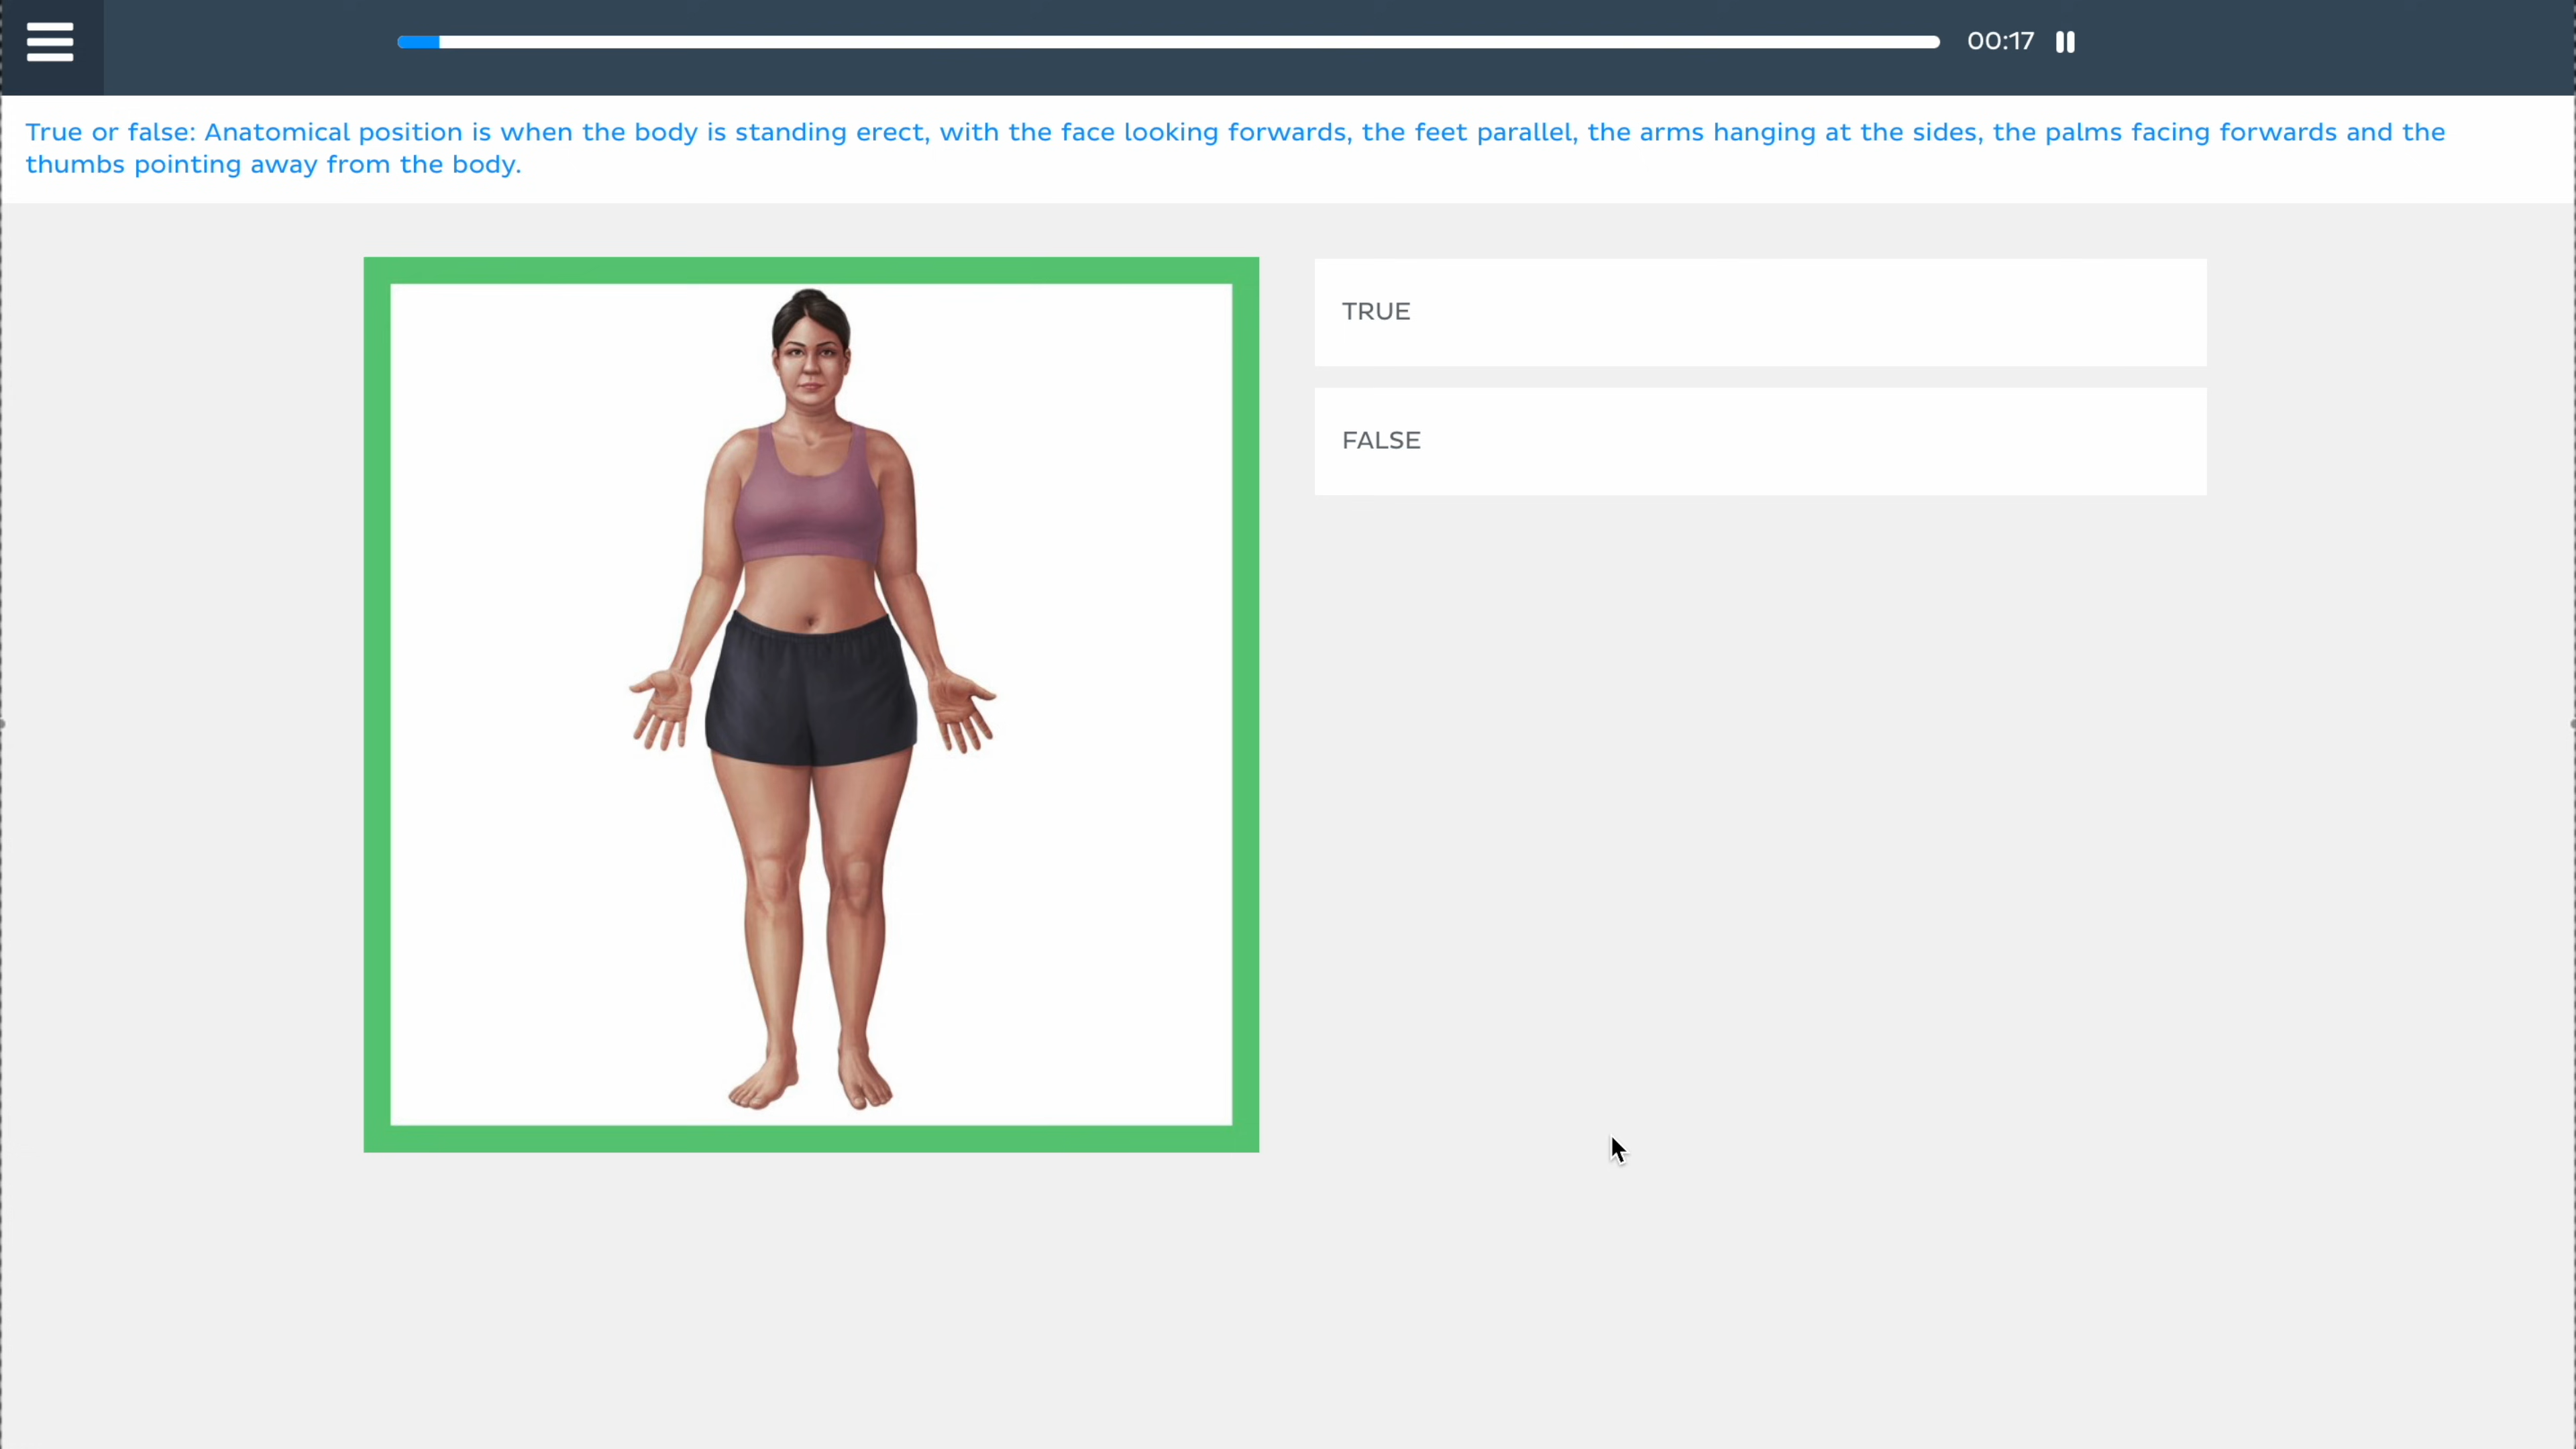 00:17
True or false: Anatomical position is when the body is standing erect, with the face looking forwards, the feet parallel, the arms hanging at the sides, the palms facing forwards and the
thumbs pointing away from the body.
TRUE
FALSE